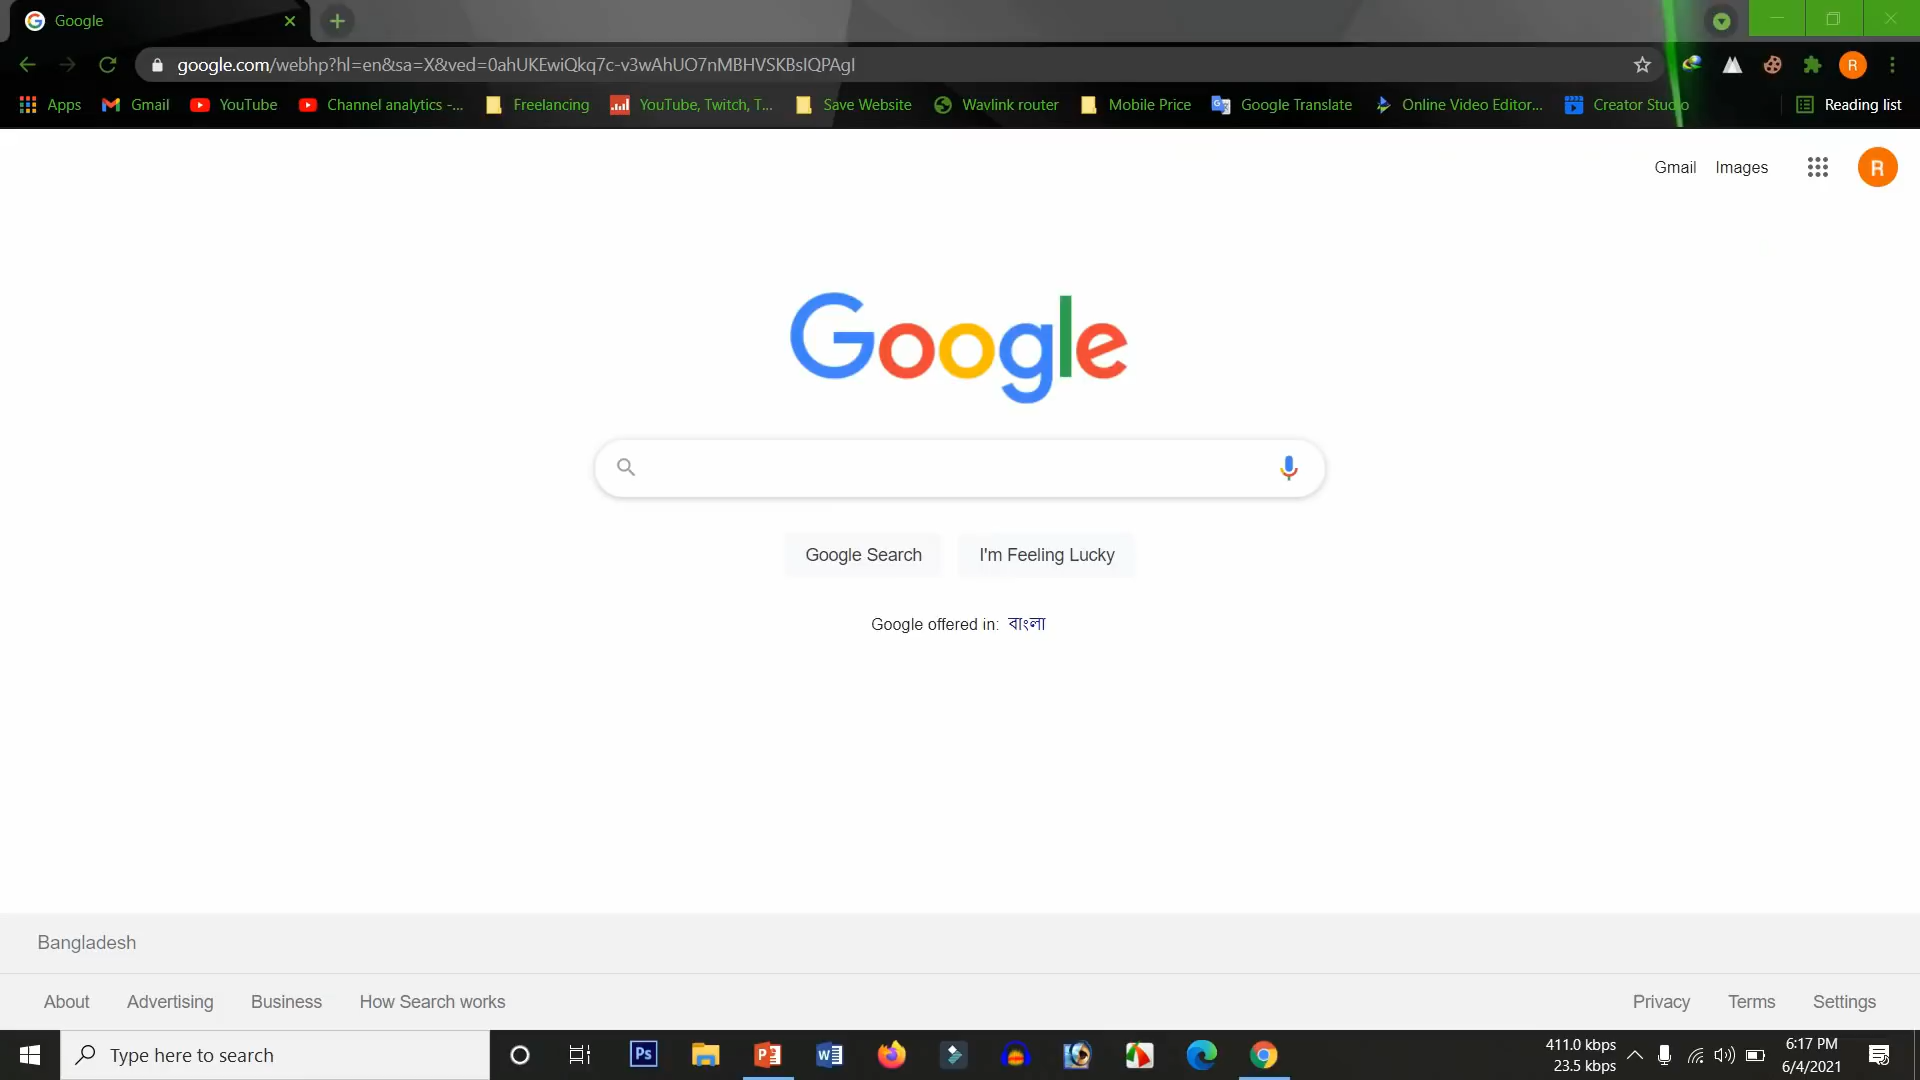 Google
google.com/webhp?hl=en&sa=X&ved=0ahUKEwiQkq7c-v3wAhUO7nMBHVSKBsIQPAgI
R
Apps Gmail YouTube Channel analytics -... Freelancing YouTube, Twitch, T... Save Website Wavlink router Mobile Price Google Translate Online Video Editor... Creator Studio Reading list
Gmail Images R
Google
Google Search I'm Feeling Lucky
Google offered in: বাংলা
Bangladesh
About Advertising Business How Search works Privacy Terms Settings
Type here to search Ps P W
411.0 kbps
23.5 kbps
6:17 PM
6/4/2021